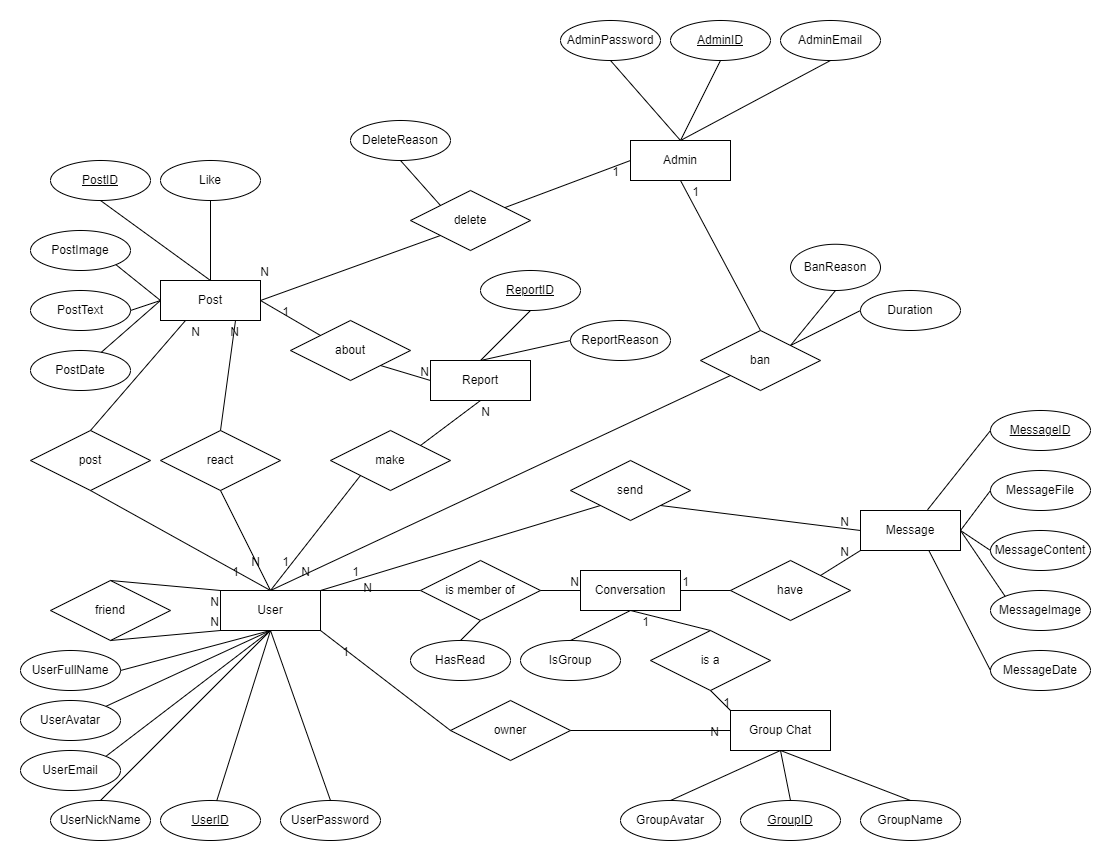 AdminPassword
AdminID
AdminEmail
DeleteReason
Admin
1
1
PostID
Like
delete
PostImage
N
BanReason
Post
1
ReportID
PostText
Duration
N
N
ReportReason
about
PostDate
N
Report
ban
N
MessageID
post
react
make
send
MessageFile
N
Message
N
MessageContent
N
1
1
N
1
N
is member of
N
Conversation
1
have
MessageImage
friend
N
N
User
1
HasRead
IsGroup
is a
MessageDate
1
UserFullName
1
UserAvatar
owner
N
Group Chat
UserEmail
UserNickName
UserID
UserPassword
GroupAvatar
GroupID
GroupName